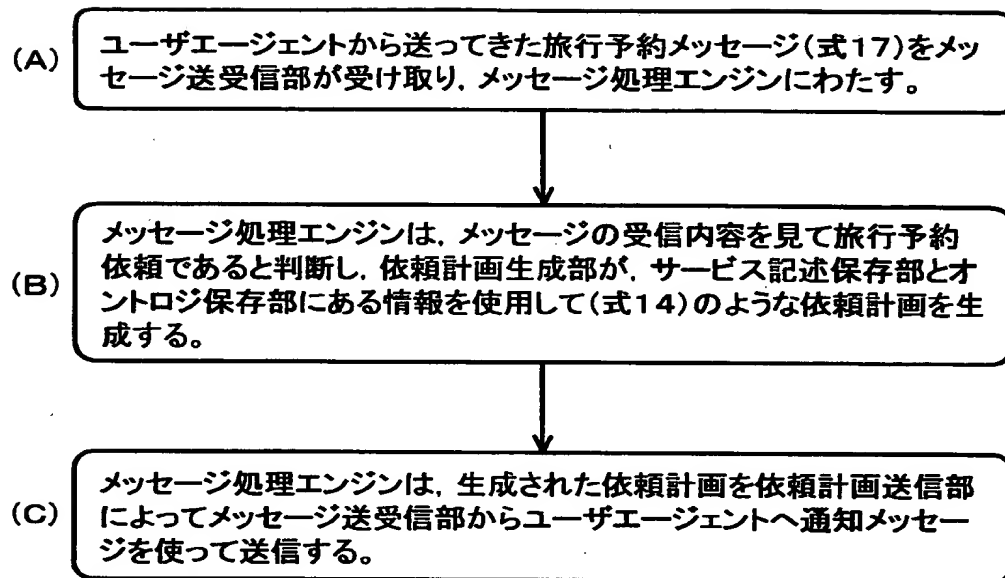 (A)
ユーザエージェントから送ってきた旅行予約メッセージ(式17)をメッ
セージ送受信部が受け取り，メッセージ処理エンジンにわたす。
(B)
メッセージ処理エンジンは，メッセージの受信内容を見て旅行予約
依頼であると判断し，依頼計画生成部が，サービス記述保存部とオ
ントロジ保存部にある情報を使用して(式14)のような依頼計画を生
成する。
(C)
メッセージ処理エンジンは，生成された依頼計画を依頼計画送信部
によってメッセージ送受信部からユーザエージェントへ通知メッセー
ジを使って送信する。